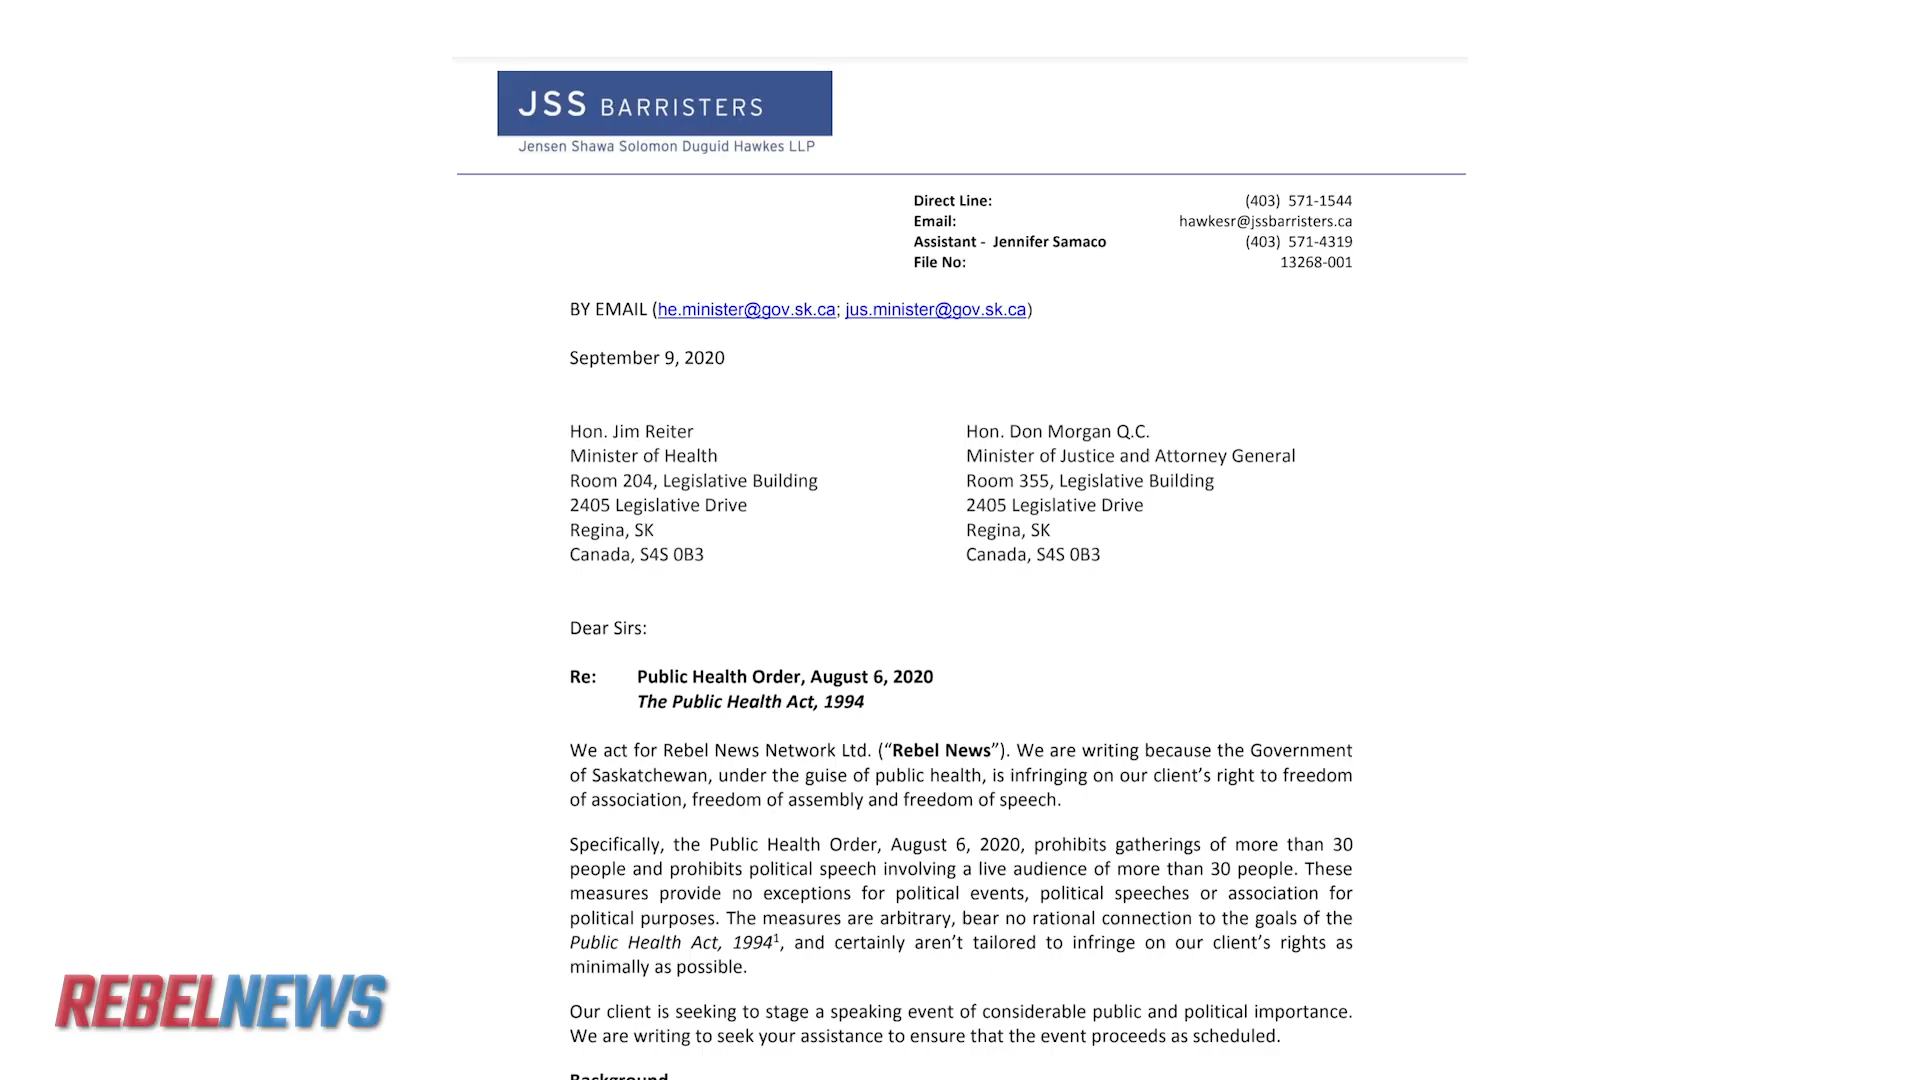 JSS BARRISTERS
Jensen Shawa Solomon Duguid Hawkes LLP
Direct Line: (403) 571-1544
Email: hawkesr@jssbarristers.ca
Assistant - Jennifer Samaco (403) 571-4319
File No: 13268-001
BY EMAIL (he.minister@gov.sk.ca; jus.minister@gov.sk.ca)
September 9, 2020
Hon. Jim Reiter
Minister of Health
Room 204, Legislative Building
2405 Legislative Drive
Regina, SK
Canada, S4S 0B3
Hon. Don Morgan Q.C.
Minister of Justice and Attorney General
Room 355, Legislative Building
2405 Legislative Drive
Regina, SK
Canada, S4S 0B3
Dear Sirs:
Re: Public Health Order, August 6, 2020
The Public Health Act, 1994
We act for Rebel News Network Ltd. (“Rebel News”). We are writing because the Government
of Saskatchewan, under the guise of public health, is infringing on our client’s right to freedom
of association, freedom of assembly and freedom of speech.
Specifically, the Public Health Order, August 6, 2020, prohibits gatherings of more than 30
people and prohibits political speech involving a live audience of more than 30 people. These
measures provide no exceptions for political events, political speeches or association for
political purposes. The measures are arbitrary, bear no rational connection to the goals of the
Public Health Act, 1994¹, and certainly aren’t tailored to infringe on our client’s rights as
minimally as possible.
Our client is seeking to stage a speaking event of considerable public and political importance.
We are writing to seek your assistance to ensure that the event proceeds as scheduled.
Background
REBELNEWS